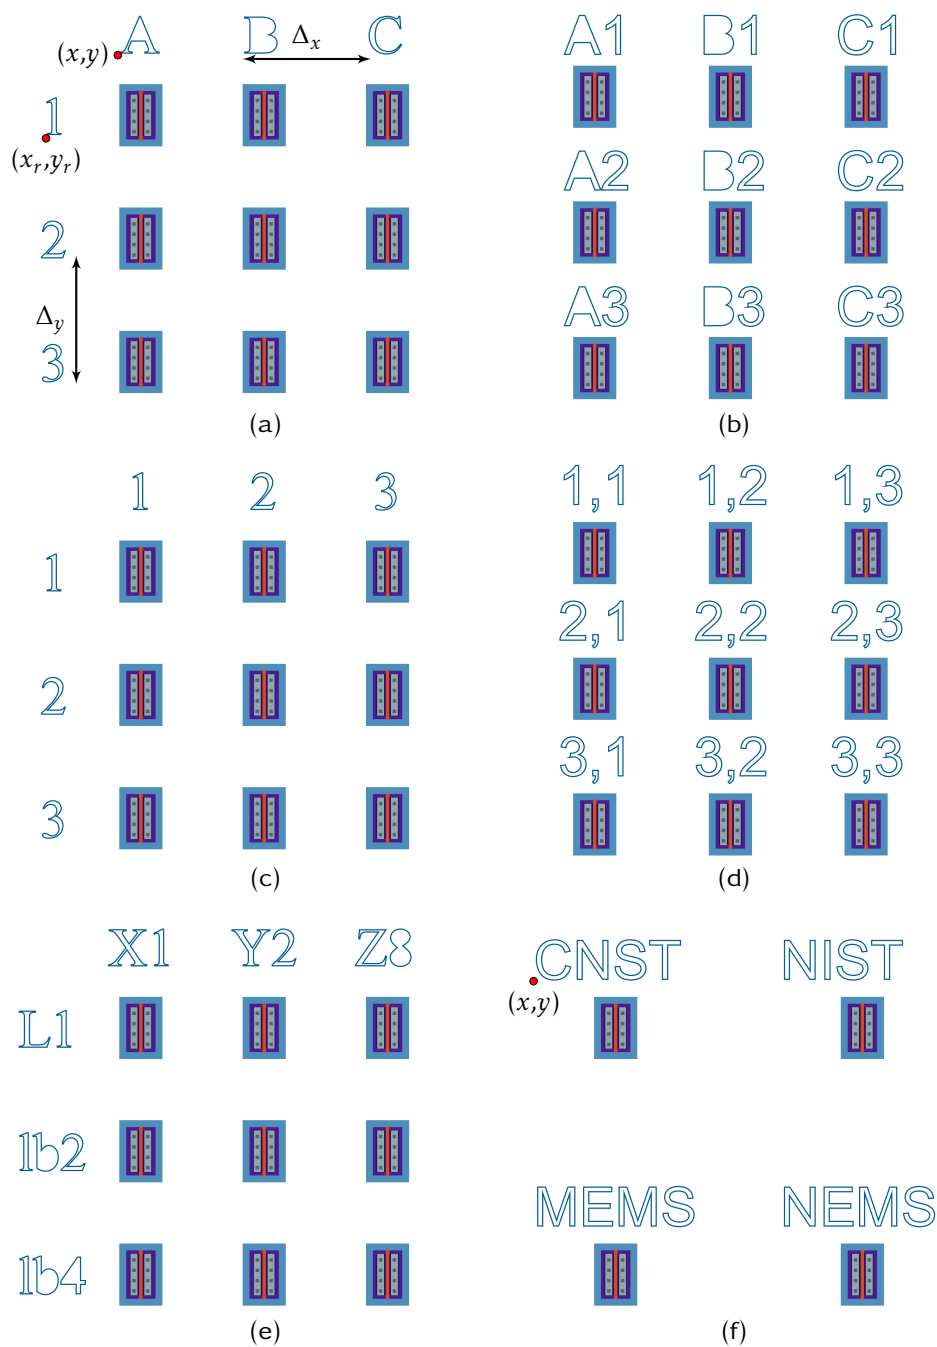 A B C
Δx
(x,y)
1
(xr,yr)
2
Δy
3
(a)
A1 B1 C1
A2 B2 C2
A3 B3 C3
(b)
1 2 3
1
2
3
(c)
1,1 1,2 1,3
2,1 2,2 2,3
3,1 3,2 3,3
(d)
X1 Y2 Z8
L1
lb2
lb4
(e)
CNST NIST
(x,y)
MEMS NEMS
(f)